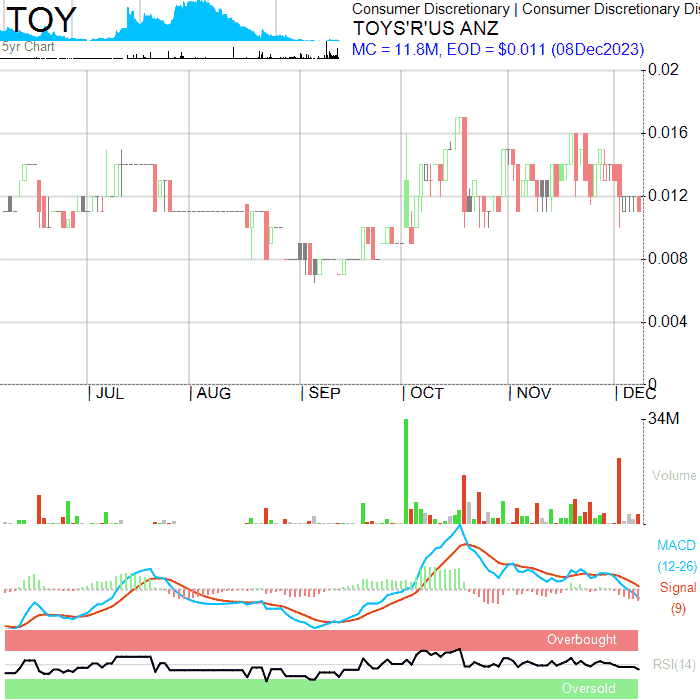 TOY
5yr Chart
Consumer Discretionary | Consumer Discretionary Dis
TOYS'R'US ANZ
MC = 11.8M, EOD = $0.011 (08Dec2023)
0.02
0.016
0.012
0.008
0.004
0
JUL AUG SEP OCT NOV DEC
34M
Volume
MACD
(12-26)
Signal
(9)
Overbought
RSI(14)
Oversold